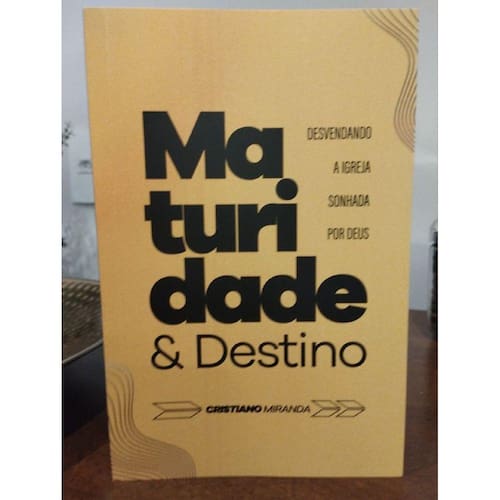 Ma
turi
dade
& Destino
DESVENDANDO
A IGREJA
SONHADA
POR DEUS
CRISTIANO MIRANDA